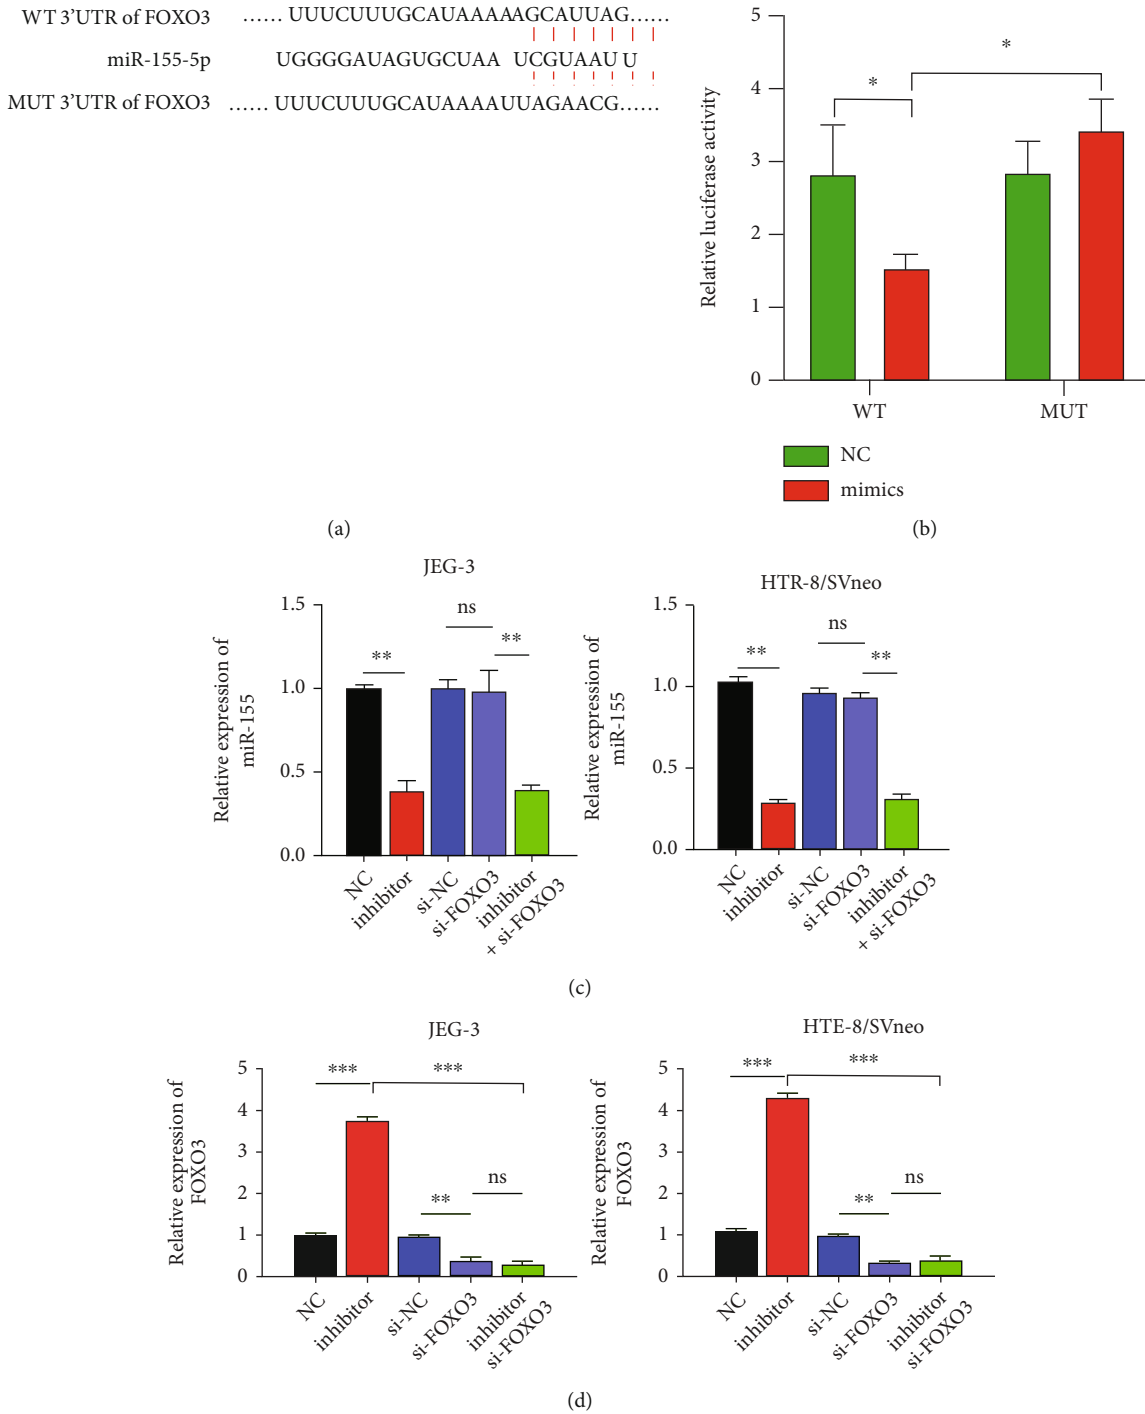 WT 3'UTR of FOXO3 ...... UUUCUUUGCAUAAAAAGCAUUAG......
miR-155-5p UGGGGAUAGUGCUAA UCGUAAU U
MUT 3'UTR of FOXO3 ...... UUUCUUUGCAUAAAAUUAGAACG......
(a)
Relative luciferase activity
5
4
3
2
1
0
*
*
WT MUT
NC
mimics
(b)
JEG-3
Relative expression of
miR-155
1.5
1.0
0.5
0.0
**
ns
**
NC
inhibitor
si-NC
si-FOXO3
inhibitor
+ si-FOXO3
HTR-8/SVneo
Relative expression of
miR-155
1.5
1.0
0.5
0.0
**
ns
**
NC
inhibitor
si-NC
si-FOXO3
inhibitor
+ si-FOXO3
(c)
JEG-3
Relative expression of
FOXO3
5
4
3
2
1
0
***
***
**
ns
NC
inhibitor
si-NC
si-FOXO3
inhibitor
si-FOXO3
HTE-8/SVneo
Relative expression of
FOXO3
5
4
3
2
1
0
***
***
**
ns
NC
inhibitor
si-NC
si-FOXO3
inhibitor
si-FOXO3
(d)